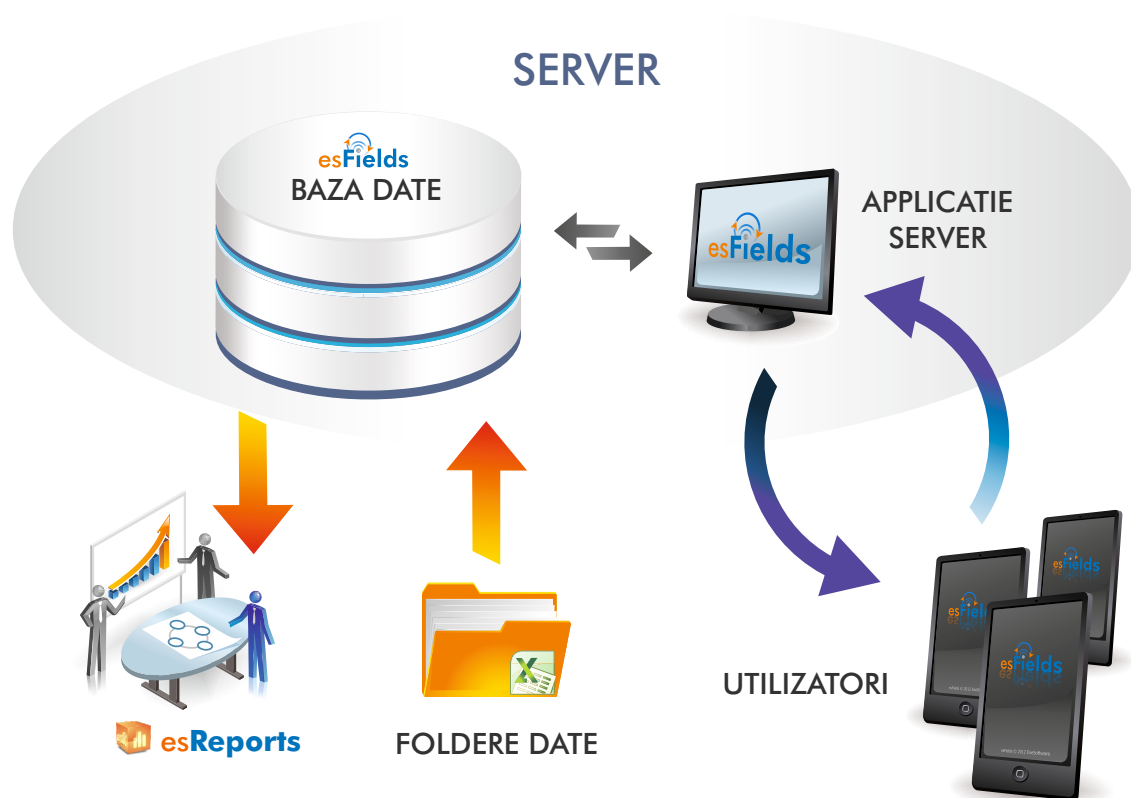 SERVER
esFields
BAZA DATE
esFields
APPLICATIE
SERVER
esFields
esFields
esFields
UTILIZATORI
esReports
FOLDERE DATE